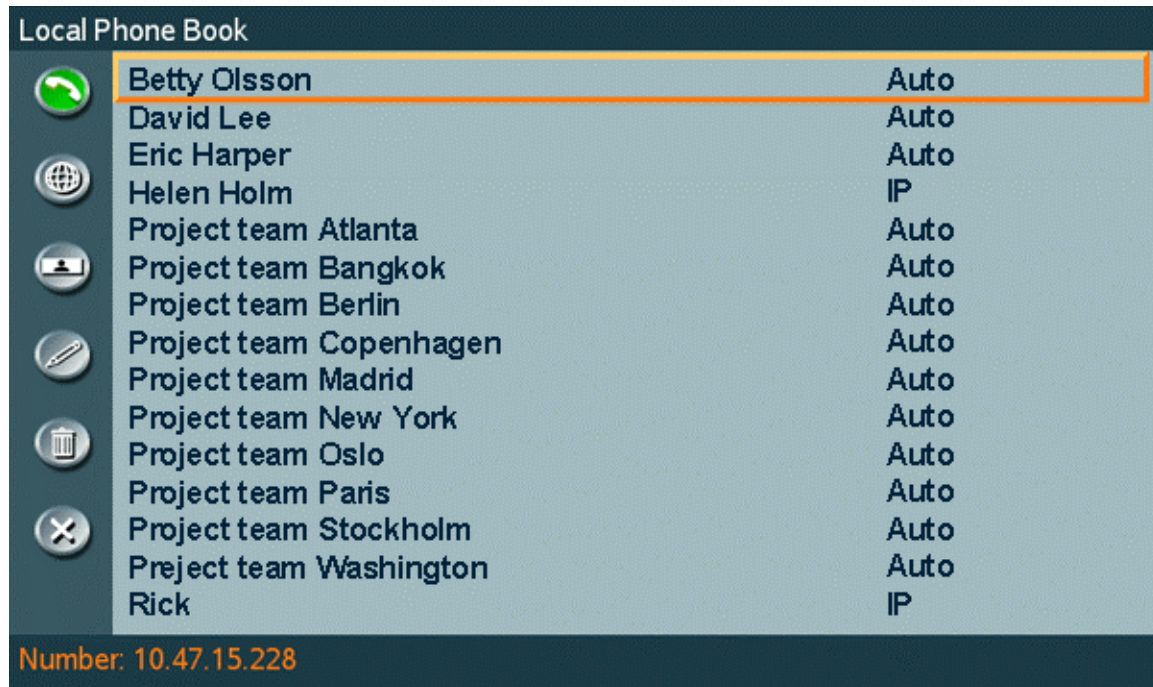 Local Phone Book
Betty Olsson Auto
David Lee Auto
Eric Harper Auto
Helen Holm IP
Project team Atlanta Auto
Project team Bangkok Auto
Project team Berlin Auto
Project team Copenhagen Auto
Project team Madrid Auto
Project team New York Auto
Project team Oslo Auto
Project team Paris Auto
Project team Stockholm Auto
Preject team Washington Auto
Rick IP
Number: 10.47.15.228